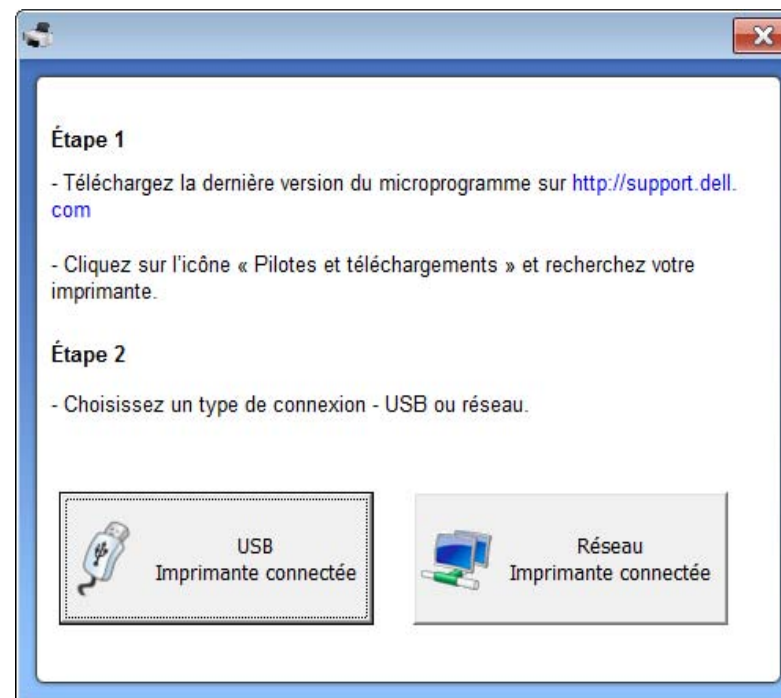 Étape 1
- Téléchargez la dernière version du microprogramme sur http://support.dell.
com
- Cliquez sur l'icône « Pilotes et téléchargements » et recherchez votre
imprimante.
Étape 2
- Choisissez un type de connexion - USB ou réseau.
USB
Imprimante connectée
Réseau
Imprimante connectée